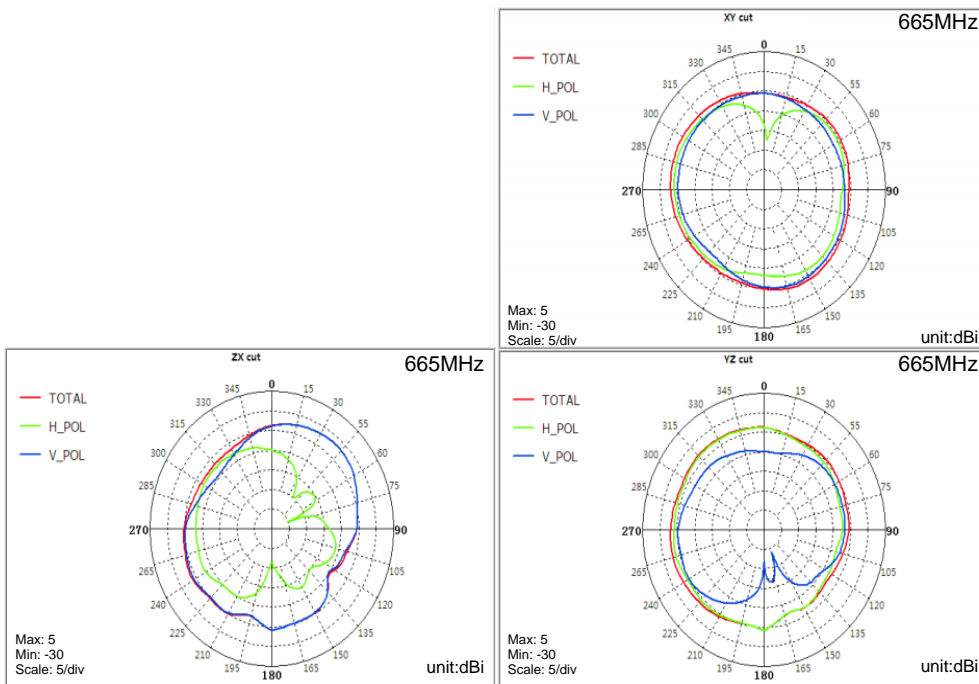 XY cut
665MHz
TOTAL
H_POL
V_POL
0
345
15
330
30
315
55
300
60
285
75
270
90
265
105
240
120
225
135
210
150
195
165
180
Max: 5
Min: -30
Scale: 5/div
unit:dBi
ZX cut
665MHz
TOTAL
H_POL
V_POL
0
345
15
330
30
315
55
300
60
285
75
270
90
265
105
240
120
225
135
210
150
195
165
180
Max: 5
Min: -30
Scale: 5/div
unit:dBi
YZ cut
665MHz
TOTAL
H_POL
V_POL
0
345
15
330
30
315
55
300
60
285
75
270
90
265
105
240
120
225
135
210
150
195
165
180
Max: 5
Min: -30
Scale: 5/div
unit:dBi